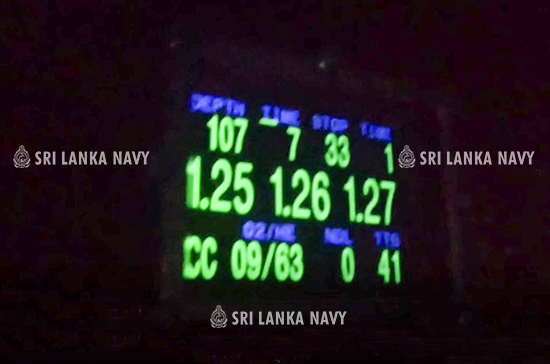 DEPTH TIME STOP TIME
107 7 33 1
SRI LANKA NAVY
SRI LANKA NAVY
1.25 1.26 1.27
O2/HE NDL TTS
CC 09/63 0 41
SRI LANKA NAVY